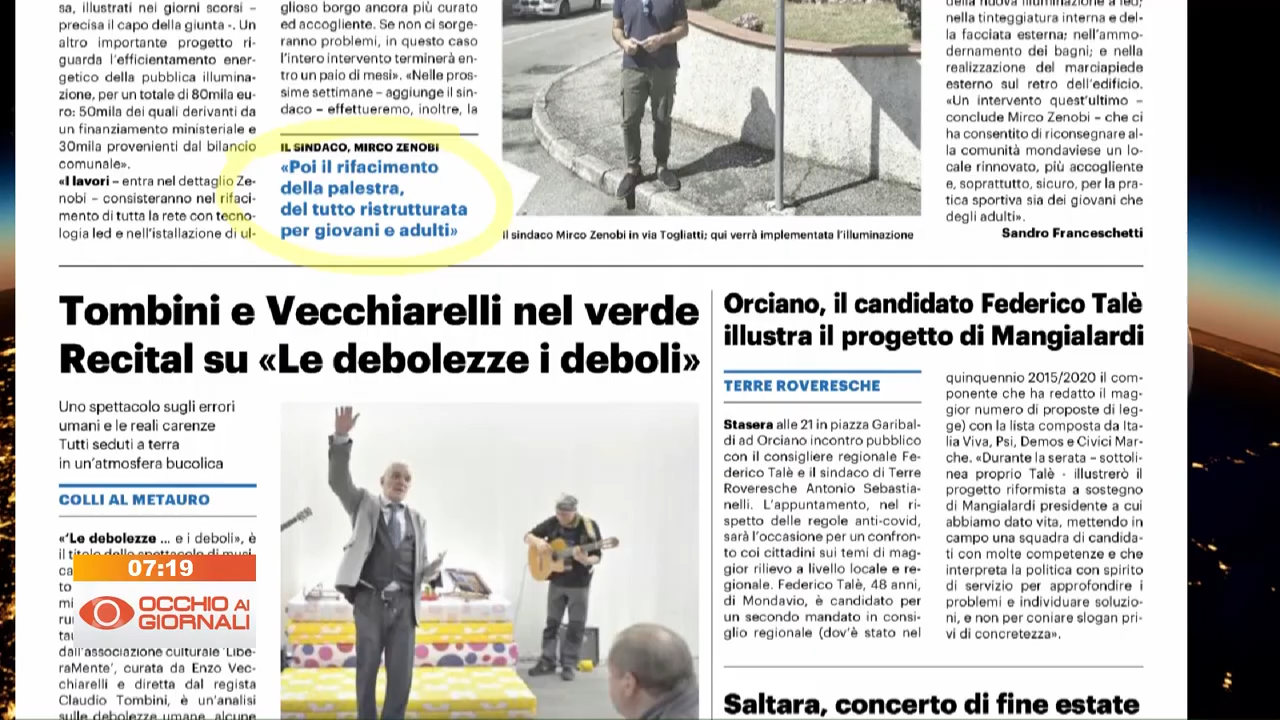 sa, illustrati nei giorni scorsi –
precisa il capo della giunta -. Un
altro importante progetto ri-
guarda l'efficientamento ener-
getico della pubblica illumina-
zione, per un totale di 80mila eu-
ro: 50mila dei quali derivanti da
un finanziamento ministeriale e
30mila provenienti dal bilancio
comunale».
«I lavori – entra nel dettaglio Ze-
nobi – consisteranno nel rifaci-
mento di tutta la rete con tecno-
logia led e nell'istallazione di ul-
glioso borgo ancora più curato
ed accogliente. Se non ci sorge-
ranno problemi, in questo caso
l'intero intervento terminerà en-
tro un paio di mesi». «Nelle pros-
sime settimane – aggiunge il sin-
daco – effettueremo, inoltre, la
IL SINDACO, MIRCO ZENOBI
«Poi il rifacimento
della palestra,
del tutto ristrutturata
per giovani e adulti»
Il sindaco Mirco Zenobi in via Togliatti; qui verrà implementata l'illuminazione
della nuova illuminazione a led;
nella tinteggiatura interna e del-
la facciata esterna; nell'ammo-
dernamento dei bagni; e nella
realizzazione del marciapiede
esterno sul retro dell'edificio.
«Un intervento quest'ultimo –
conclude Mirco Zenobi – che ci
ha consentito di riconsegnare al-
la comunità mondaviese un lo-
cale rinnovato, più accogliente
e, soprattutto, sicuro, per la pra-
tica sportiva sia dei giovani che
degli adulti».
Sandro Franceschetti
Tombini e Vecchiarelli nel verde
Recital su «Le debolezze i deboli»
Uno spettacolo sugli errori
umani e le reali carenze
Tutti seduti a terra
in un'atmosfera bucolica
COLLI AL METAURO
«'Le debolezze ... e i deboli», è
il titolo dello spettacolo di musi-
07:19
OCCHIO AI
GIORNALI
dall'associazione culturale 'Libe-
raMente', curata da Enzo Vec-
chiarelli e diretta dal regista
Claudio Tombini, è un'analisi
sulle debolezze umane, alcune
Orciano, il candidato Federico Talè
illustra il progetto di Mangialardi
TERRE ROVERESCHE
Stasera alle 21 in piazza Garibal-
di ad Orciano incontro pubblico
con il consigliere regionale Fe-
derico Talè e il sindaco di Terre
Roveresche Antonio Sebastia-
nelli. L'appuntamento, nel ri-
spetto delle regole anti-covid,
sarà l'occasione per un confron-
to coi cittadini sui temi di mag-
gior rilievo a livello locale e re-
gionale. Federico Talè, 48 anni,
di Mondavio, è candidato per
un secondo mandato in consi-
glio regionale (dov'è stato nel
quinquennio 2015/2020 il com-
ponente che ha redatto il mag-
gior numero di proposte di leg-
ge) con la lista composta da Ita-
lia Viva, Psi, Demos e Civici Mar-
che. «Durante la serata – sottoli-
nea proprio Talè - illustrerò il
progetto riformista a sostegno
di Mangialardi presidente a cui
abbiamo dato vita, mettendo in
campo una squadra di candida-
ti con molte competenze e che
interpreta la politica con spirito
di servizio per approfondire i
problemi e individuare soluzio-
ni, e non per coniare slogan pri-
vi di concretezza».
Saltara, concerto di fine estate